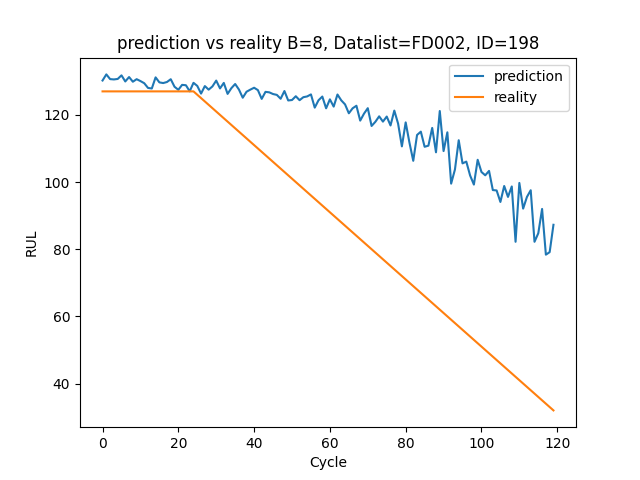 prediction vs reality B=8, Datalist=FD002, ID=198
prediction
reality
RUL
120
100
80
60
40
0 20 40 60 80 100 120
Cycle